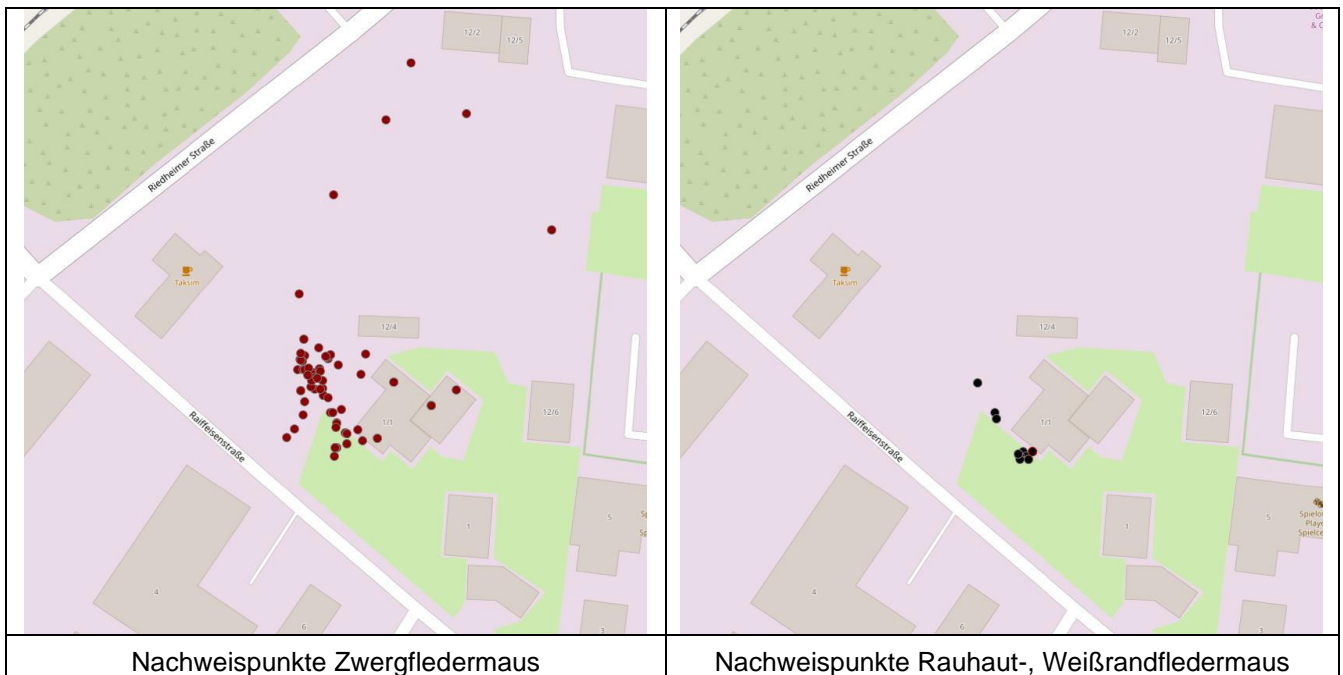 12/2
12/5
Riedheimer Straße
Taksim
12/4
1/1
12/6
Raiffeisenstraße
1
5
4
6
3
Nachweispunkte Zwergfledermaus
12/2
12/5
Riedheimer Straße
Taksim
12/4
1/1
12/6
Raiffeisenstraße
1
5
4
6
3
Nachweispunkte Rauhaut-, Weißrandfledermaus